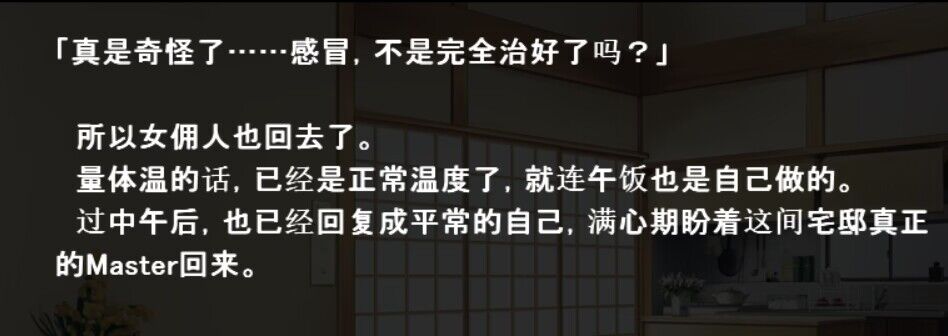 「真是奇怪了……感冒，不是完全治好了吗？」
所以女佣人也回去了。
量体温的话，已经是正常温度了，就连午饭也是自己做的。
过中午后，也已经回复成平常的自己，满心期盼着这间宅邸真正
的Master回来。